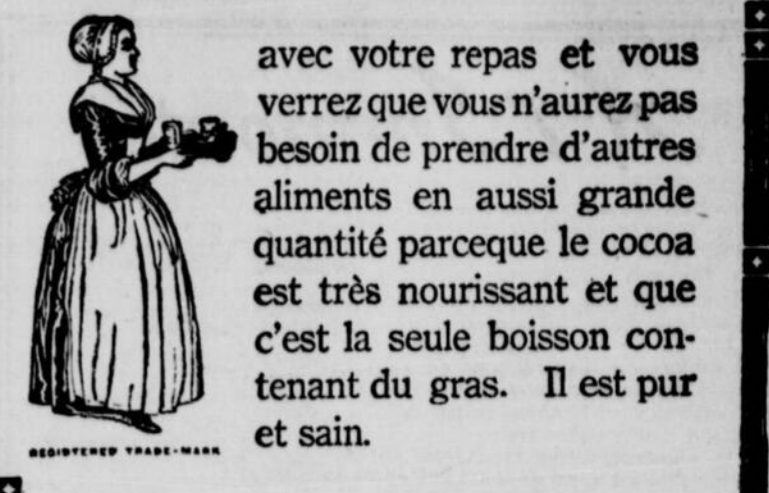 avec votre repas et vous
verrez que vous n'aurez pas
besoin de prendre d'autres
aliments en aussi grande
quantité parceque le cocoa
est très nourissant et que
c'est la seule boisson con-
tenant du gras. Il est pur
et sain.
REGISTERED TRADE-MARK